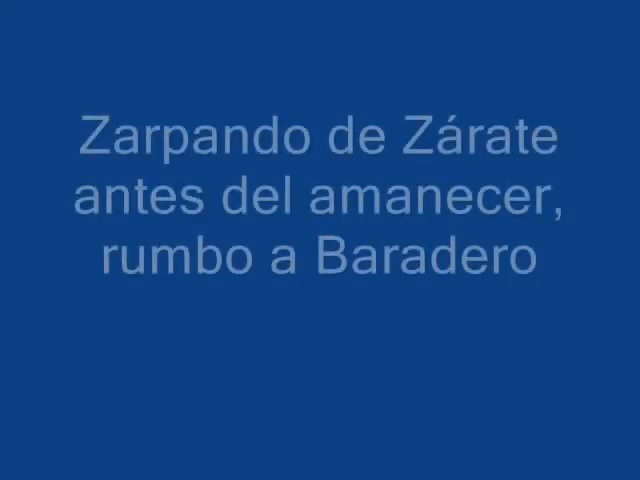 Zarpando de Zárate
antes del amanecer,
rumbo a Baradero